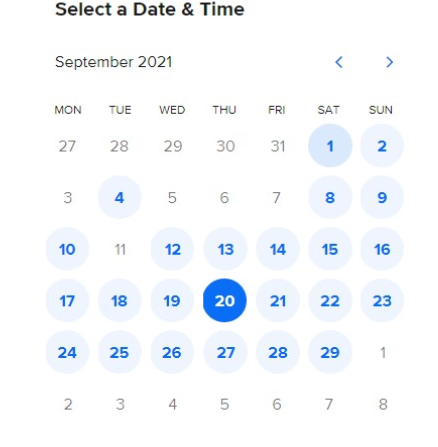 Select a Date & Time
September 2021
MON TUE WED THU FRI SAT SUN
27 28 29 30 31 1 2
3 4 5 6 7 8 9
10 11 12 13 14 15 16
17 18 19 20 21 22 23
24 25 26 27 28 29 1
2 3 4 5 6 7 8